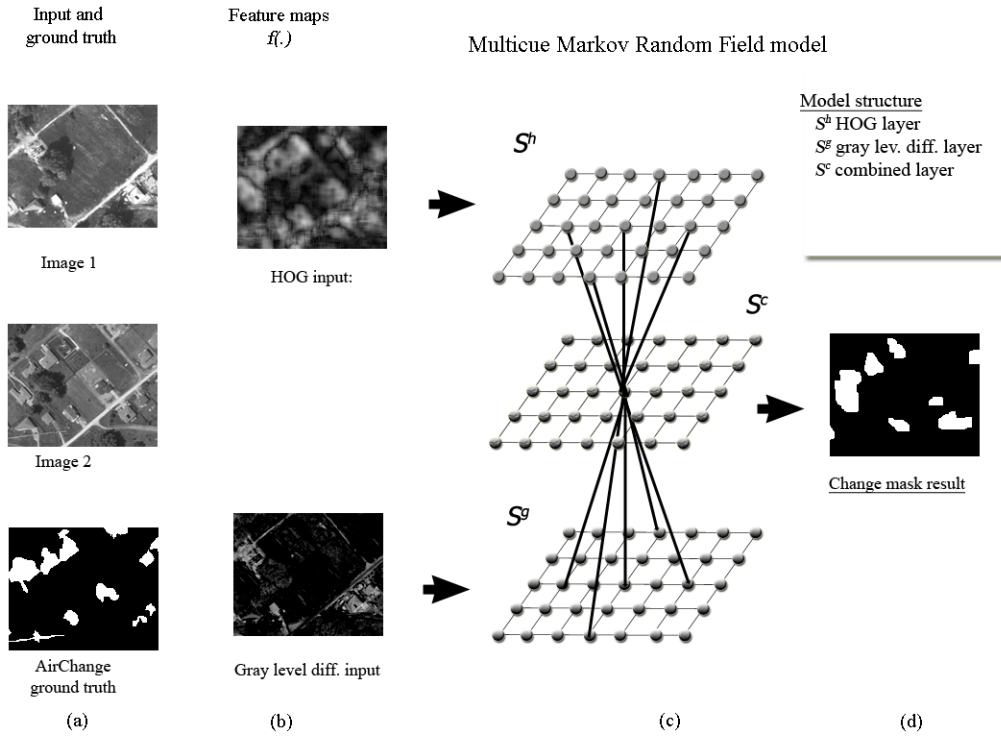 Input and
ground truth
Feature maps
f(.)
Multicue Markov Random Field model
Model structure
S^h HOG layer
S^g gray lev. diff. layer
S^c combined layer
Image 1
HOG input:
S^h
S^c
Image 2
Change mask result
S^g
AirChange
ground truth
Gray level diff. input
(a)
(b)
(c)
(d)